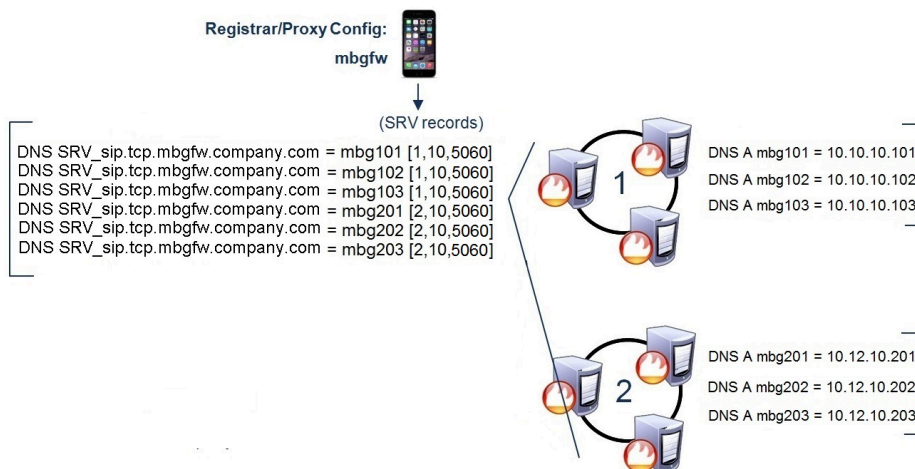 Registrar/Proxy Config:
mbgfw
(SRV records)
DNS SRV_sip.tcp.mbgfw.company.com = mbg101 [1,10,5060]
DNS SRV_sip.tcp.mbgfw.company.com = mbg102 [1,10,5060]
DNS SRV_sip.tcp.mbgfw.company.com = mbg103 [1,10,5060]
DNS SRV_sip.tcp.mbgfw.company.com = mbg201 [2,10,5060]
DNS SRV_sip.tcp.mbgfw.company.com = mbg202 [2,10,5060]
DNS SRV_sip.tcp.mbgfw.company.com = mbg203 [2,10,5060]
1
DNS A mbg101 = 10.10.10.101
DNS A mbg102 = 10.10.10.102
DNS A mbg103 = 10.10.10.103
2
DNS A mbg201 = 10.12.10.201
DNS A mbg202 = 10.12.10.202
DNS A mbg203 = 10.12.10.203